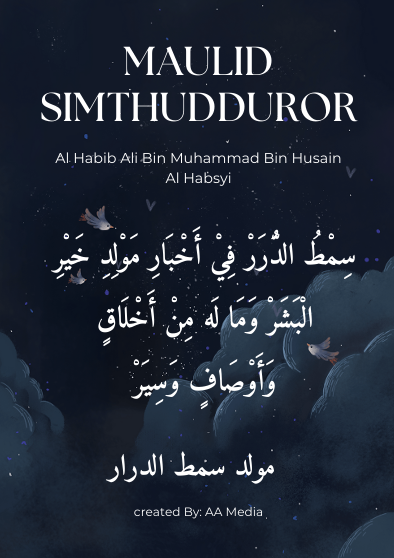 MAULID
SIMTHUDDUROR
Al Habib Ali Bin Muhammad Bin Husain
Al Habsyi
سِمْطُ الدُّرَرْ فِيْ أَخْبَارِ مَوْلِدِ خَيْرِ
الْبَشَرْ وَمَا لَه مِنْ أَخْلَاقٍ
وَأَوْصَافٍ وَسِيَرْ
مولد سمط الدرار
created By: AA Media